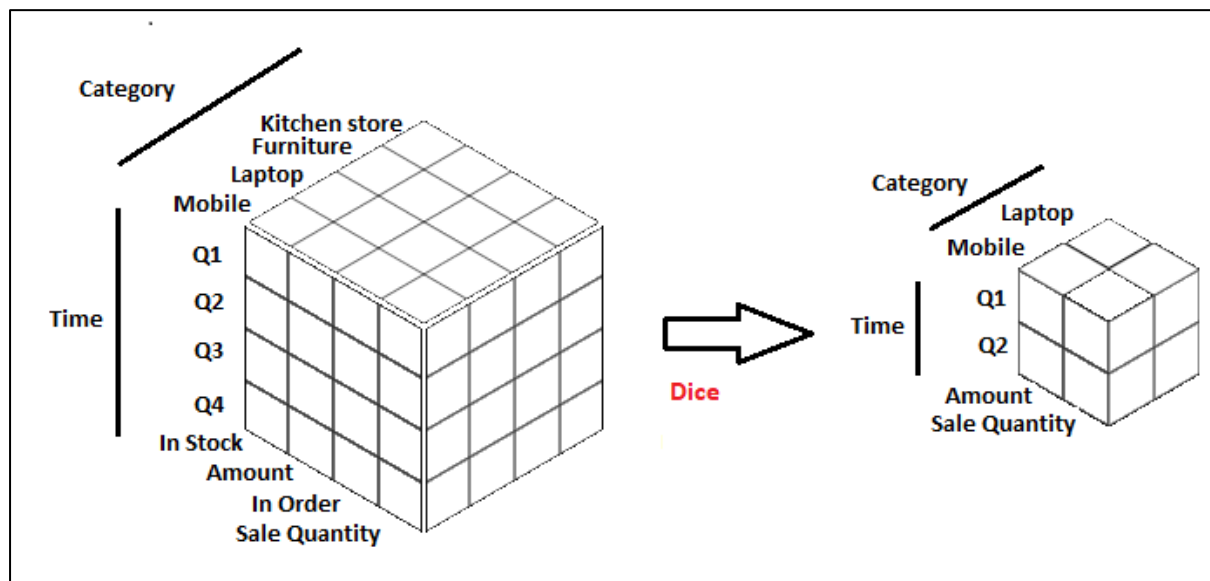 Category
Kitchen store
Furniture
Laptop
Mobile
Q1
Q2
Time
Q3
Q4
In Stock
Amount
In Order
Sale Quantity
Dice
Category
Laptop
Mobile
Q1
Time
Q2
Amount
Sale Quantity